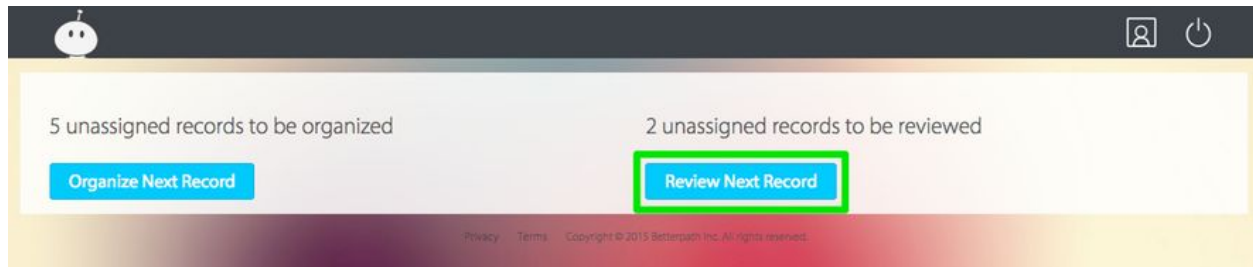 5 unassigned records to be organized
2 unassigned records to be reviewed
Organize Next Record
Review Next Record
Privacy Terms Copyright © 2015 Betterpath Inc. All rights reserved.